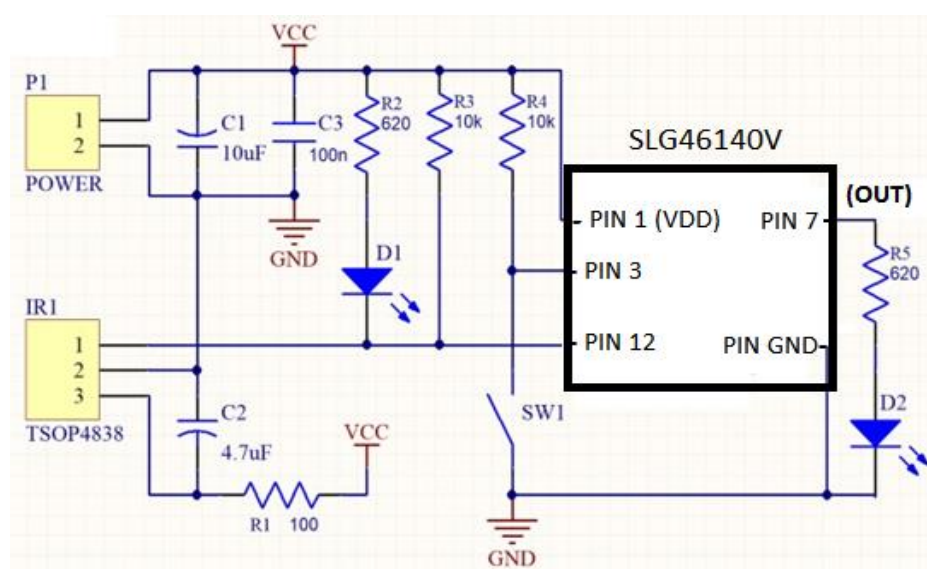 VCC
P1
1
2
POWER
C1
10uF
C3
100n
R2
620
R3
10k
R4
10k
GND
D1
SLG46140V
PIN 1 (VDD)
PIN 3
PIN 12
PIN 7
PIN GND
(OUT)
R5
620
D2
IR1
1
2
3
TSOP4838
C2
4.7uF
VCC
R1
100
SW1
GND